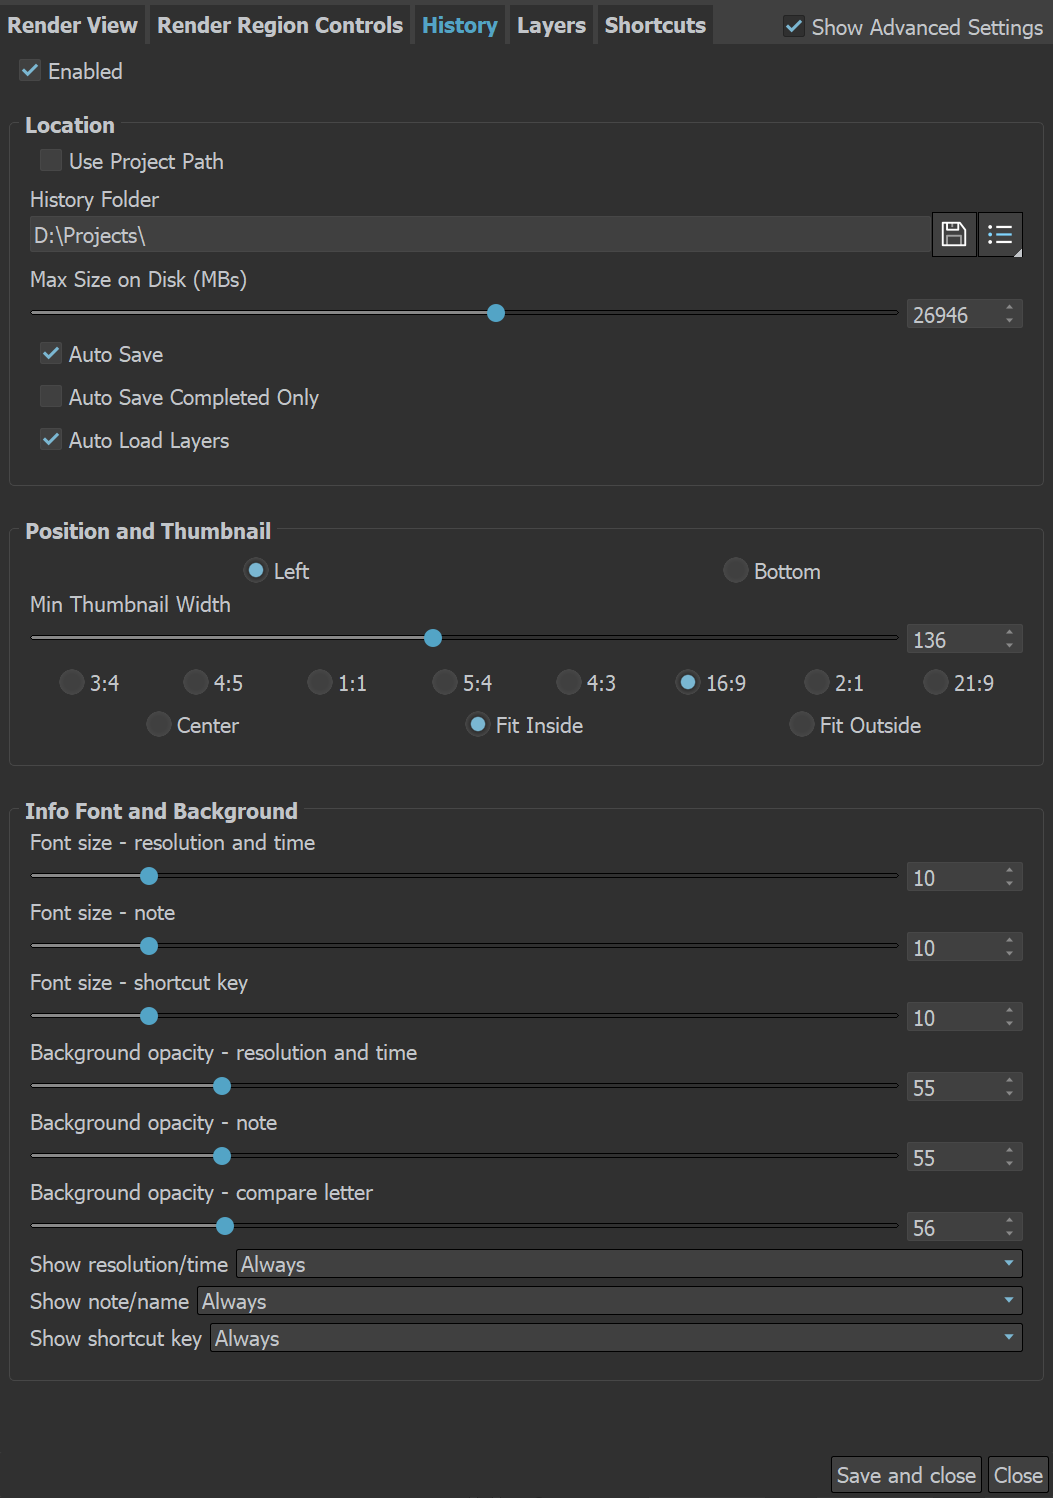 Render View Render Region Controls History Layers Shortcuts Show Advanced Settings
Enabled
Location
Use Project Path
History Folder
D:\Projects\
Max Size on Disk (MBs)
26946
Auto Save
Auto Save Completed Only
Auto Load Layers
Position and Thumbnail
Left Bottom
Min Thumbnail Width
136
3:4 4:5 1:1 5:4 4:3 16:9 2:1 21:9
Center Fit Inside Fit Outside
Info Font and Background
Font size - resolution and time
10
Font size - note
10
Font size - shortcut key
10
Background opacity - resolution and time
55
Background opacity - note
55
Background opacity - compare letter
56
Show resolution/time Always
Show note/name Always
Show shortcut key Always
Save and close Close